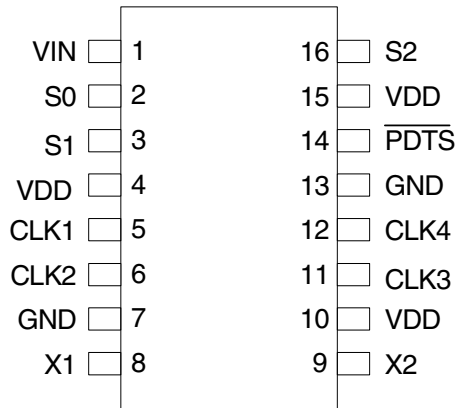 VIN 1 16 S2
S0 2 15 VDD
S1 3 14 P̅D̅T̅S̅
VDD 4 13 GND
CLK1 5 12 CLK4
CLK2 6 11 CLK3
GND 7 10 VDD
X1 8 9 X2